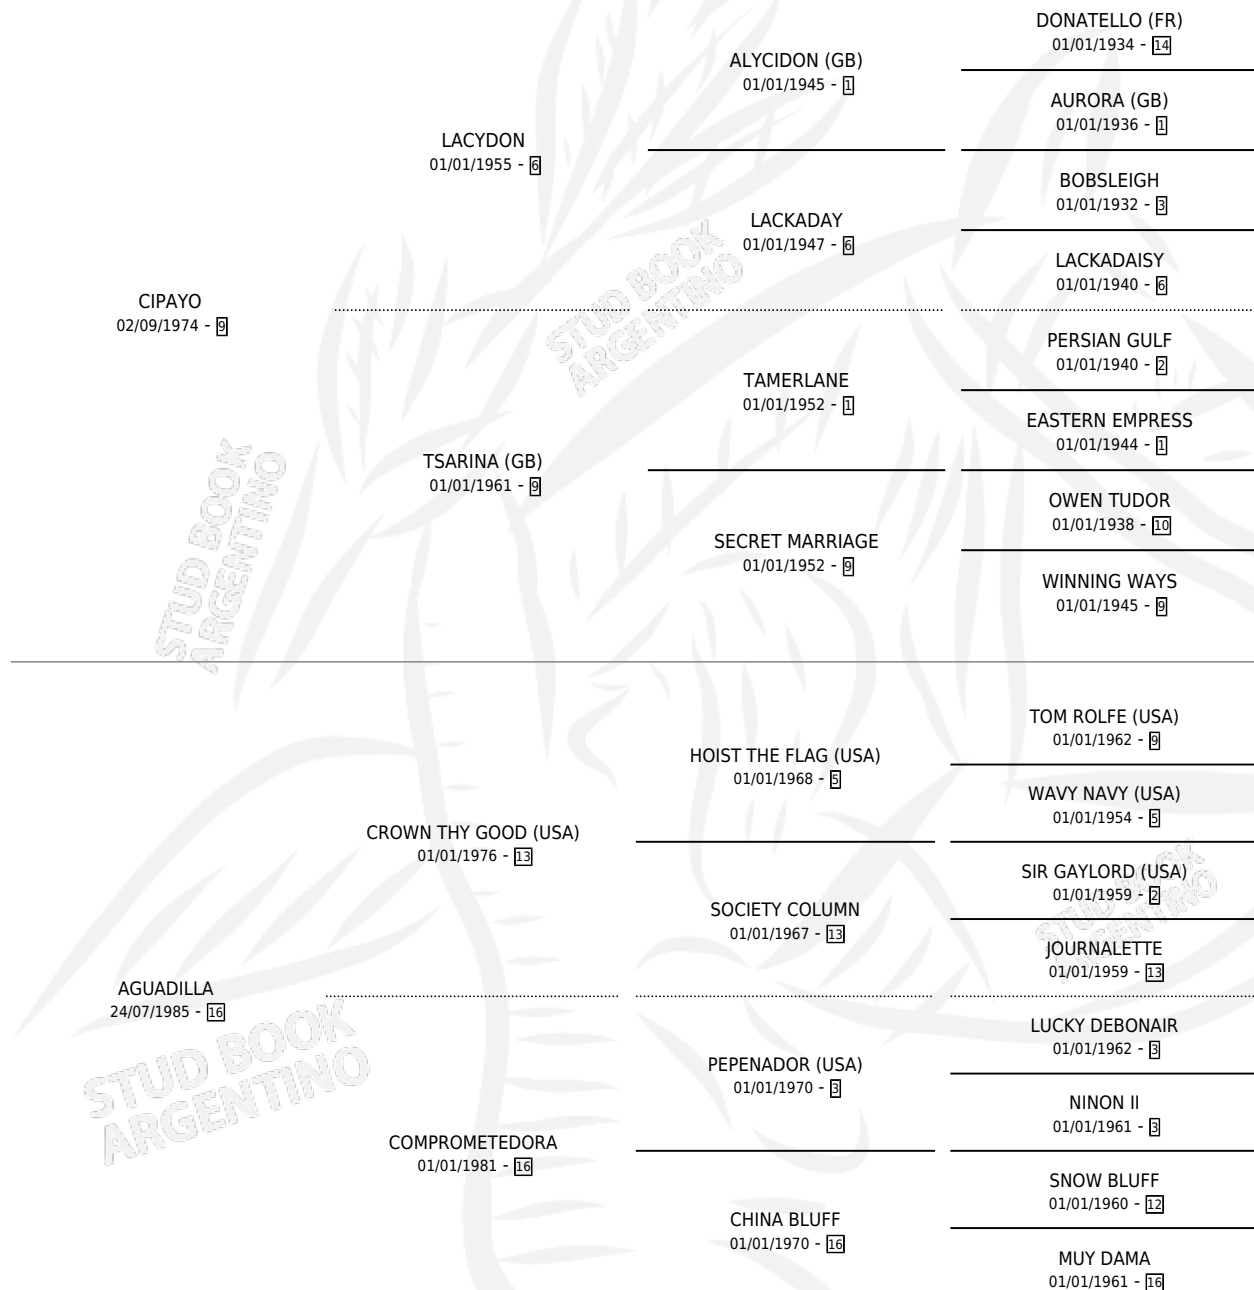 DONATELLO (FR)
01/01/1934 - 14
ALYCIDON (GB)
01/01/1945 - 1
AURORA (GB)
01/01/1936 - 1
LACYDON
01/01/1955 - 6
BOBSLEIGH
01/01/1932 - 3
LACKADAY
01/01/1947 - 6
LACKADAISY
01/01/1940 - 6
CIPAYO
02/09/1974 - 9
PERSIAN GULF
01/01/1940 - 2
TAMERLANE
01/01/1952 - 1
EASTERN EMPRESS
01/01/1944 - 1
TSARINA (GB)
01/01/1961 - 9
OWEN TUDOR
01/01/1938 - 10
SECRET MARRIAGE
01/01/1952 - 9
WINNING WAYS
01/01/1945 - 9
STUD BOOK
ARGENTINO
STUD BOOK
ARGENTINO
TOM ROLFE (USA)
01/01/1962 - 9
HOIST THE FLAG (USA)
01/01/1968 - 5
WAVY NAVY (USA)
01/01/1954 - 5
CROWN THY GOOD (USA)
01/01/1976 - 13
SIR GAYLORD (USA)
01/01/1959 - 2
SOCIETY COLUMN
01/01/1967 - 13
JOURNALETTE
01/01/1959 - 13
AGUADILLA
24/07/1985 - 16
LUCKY DEBONAIR
01/01/1962 - 3
PEPENADOR (USA)
01/01/1970 - 3
NINON II
01/01/1961 - 3
COMPROMETEDORA
01/01/1981 - 16
SNOW BLUFF
01/01/1960 - 12
CHINA BLUFF
01/01/1970 - 16
MUY DAMA
01/01/1961 - 16
STUD BOOK
ARGENTINO
STUD BOOK
ARGENTINO